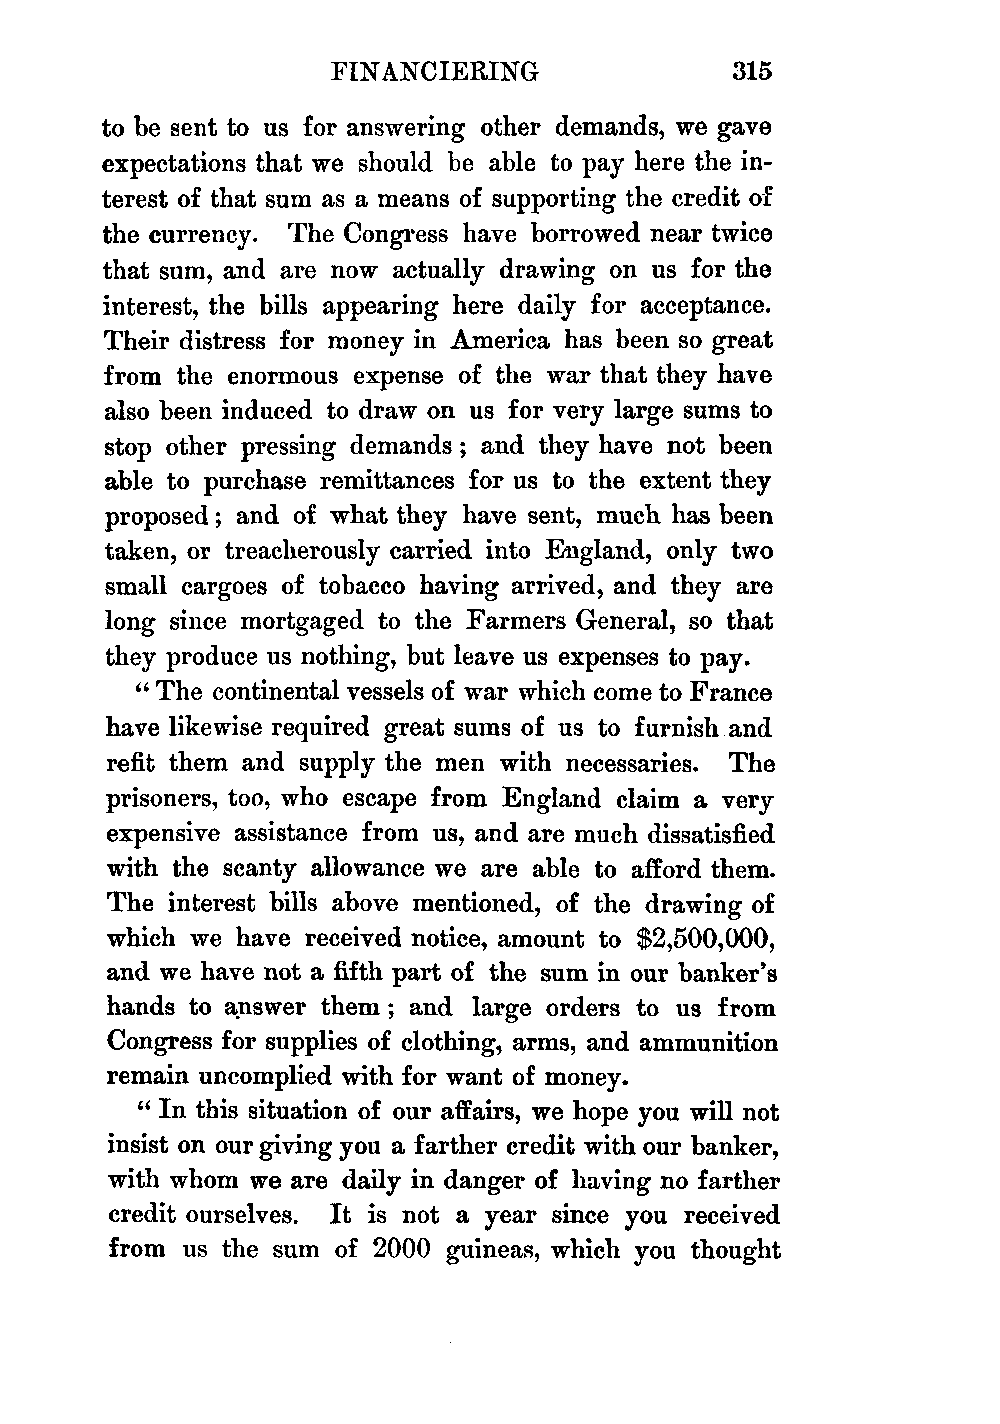 FINANCIERING 315
to be sent to us for answering other demands, we gave
expectations that we should be able to pay here the in-
terest of that sum as a means of supporting the credit of
the currency. The Congress have borrowed near twice
that sum, and are now actually drawing on us for the
interest, the bills appearing here daily for acceptance.
Their distress for money in America has been so great
from the enormous expense of the war that they have
also been induced to draw on us for very large sums to
stop other pressing demands ; and they have not been
able to purchase remittances for us to the extent they
proposed ; and of what they have sent, much has been
taken, or treacherously carried into England, only two
small cargoes of tobacco having arrived, and they are
long since mortgaged to the Farmers General, so that
they produce us nothing, but leave us expenses to pay.
“ The continental vessels of war which come to France
have likewise required great sums of us to furnish and
refit them and supply the men with necessaries. The
prisoners, too, who escape from England claim a very
expensive assistance from us, and are much dissatisfied
with the scanty allowance we are able to afford them.
The interest bills above mentioned, of the drawing of
which we have received notice, amount to $2,500,000,
and we have not a fifth part of the sum in our banker's
hands to answer them ; and large orders to us from
Congress for supplies of clothing, arms, and ammunition
remain uncomplied with for want of money.
“ In this situation of our affairs, we hope you will not
insist on our giving you a farther credit with our banker,
with whom we are daily in danger of having no farther
credit ourselves. It is not a year since you received
from us the sum of 2000 guineas, which you thought